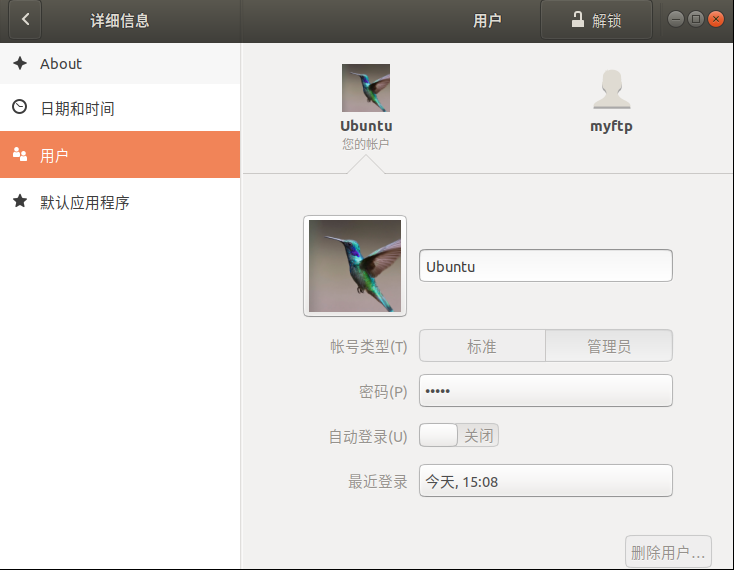 详细信息
用户
解锁
About
日期和时间
用户
默认应用程序
Ubuntu
您的帐户
myftp
Ubuntu
帐号类型(T)
标准
管理员
密码(P)
•••••
自动登录(U)
关闭
最近登录
今天, 15:08
删除用户...